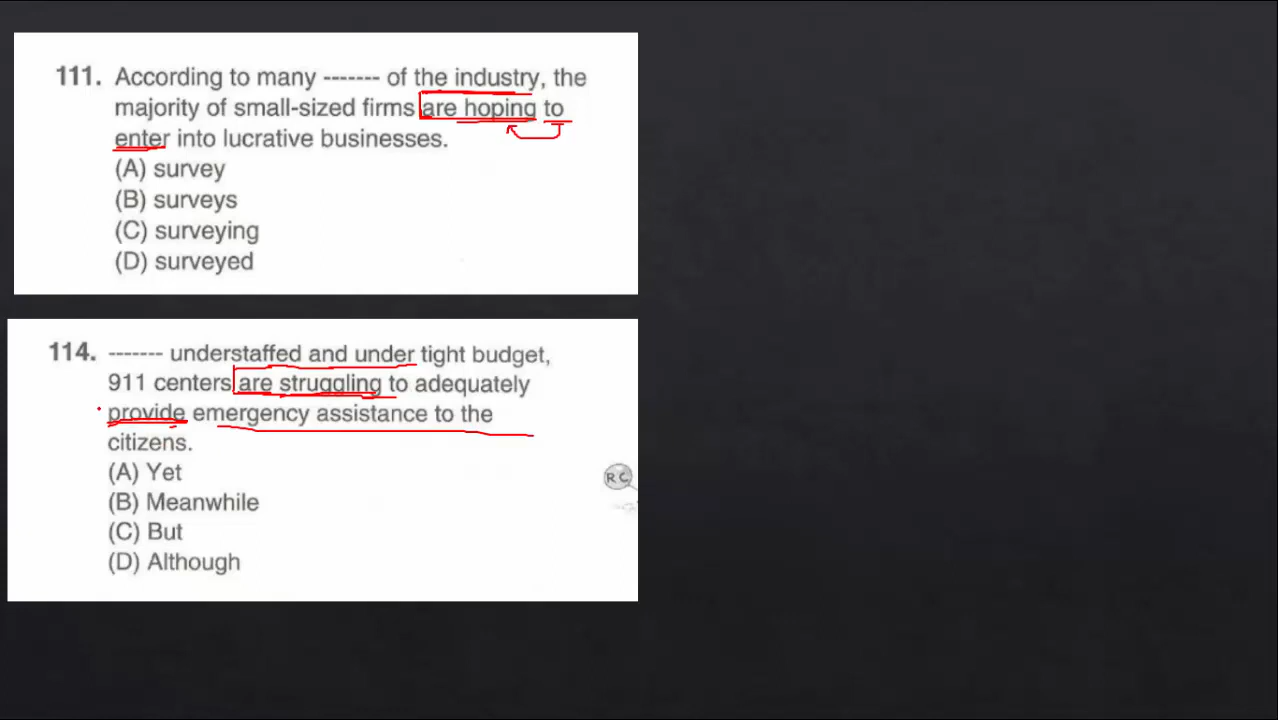 111. According to many ------- of the industry, the
majority of small-sized firms are hoping to
enter into lucrative businesses.
(A) survey
(B) surveys
(C) surveying
(D) surveyed
114. ------- understaffed and under tight budget,
911 centers are struggling to adequately
provide emergency assistance to the
citizens.
(A) Yet
(B) Meanwhile
(C) But
(D) Although
RC